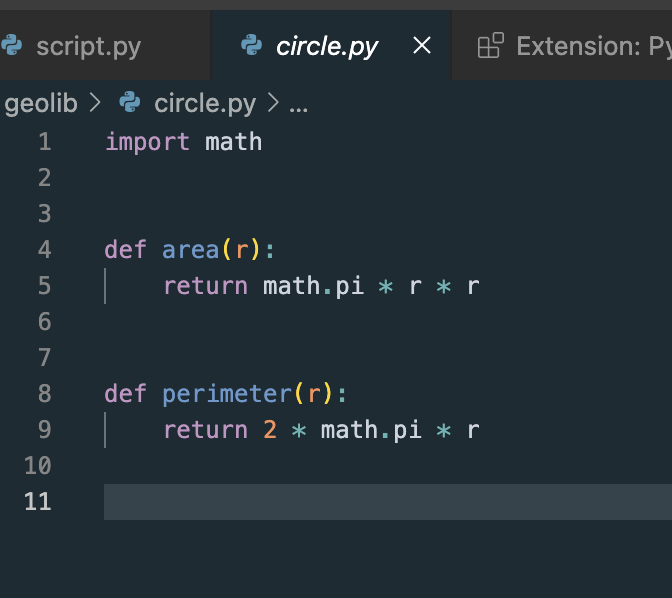 script.py circle.py × Extension: Py
geolib > circle.py > ...
1 import math
2
3
4 def area(r):
5     return math.pi * r * r
6
7
8 def perimeter(r):
9     return 2 * math.pi * r
10
11